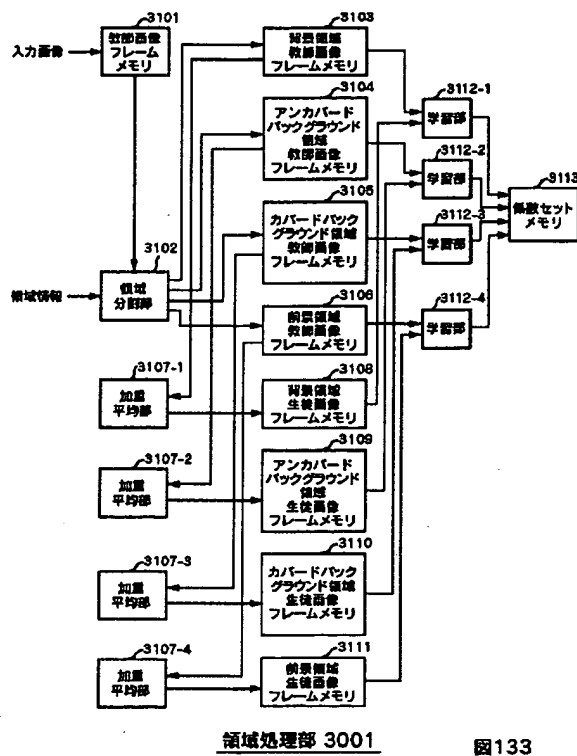 3101
入力画像
教師画像
フレーム
メモリ
3102
領域情報
領域
分割部
3103
背景領域
教師画像
フレームメモリ
3104
アンカバード
バックグラウンド
領域
教師画像
フレームメモリ
3105
カバードバック
グラウンド領域
教師画像
フレームメモリ
3106
前景領域
教師画像
フレームメモリ
3107-1
加重
平均部
3108
背景領域
生徒画像
フレームメモリ
3107-2
加重
平均部
3109
アンカバード
バックグラウンド
領域
生徒画像
フレームメモリ
3107-3
加重
平均部
3110
カバードバック
グラウンド領域
生徒画像
フレームメモリ
3107-4
加重
平均部
3111
前景領域
生徒画像
フレームメモリ
3112-1
学習部
3112-2
学習部
3112-3
学習部
3112-4
学習部
3113
係数セット
メモリ
領域処理部 3001
図133